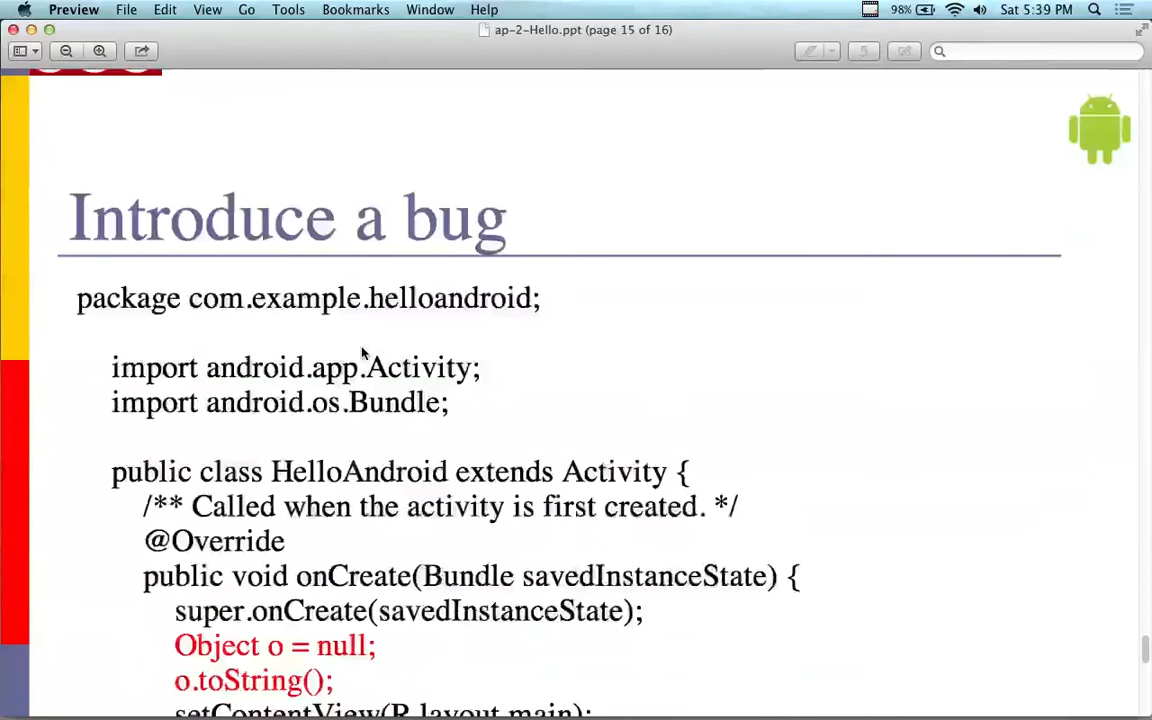 Preview File Edit View Go Tools Bookmarks Window Help 98% Sat 5:39 PM
ap-2-Hello.ppt (page 15 of 16)
Introduce a bug
package com.example.helloandroid;
import android.app.Activity;
import android.os.Bundle;
public class HelloAndroid extends Activity {
/** Called when the activity is first created. */
@Override
public void onCreate(Bundle savedInstanceState) {
super.onCreate(savedInstanceState);
Object o = null;
o.toString();
setContentView(R.layout.main);